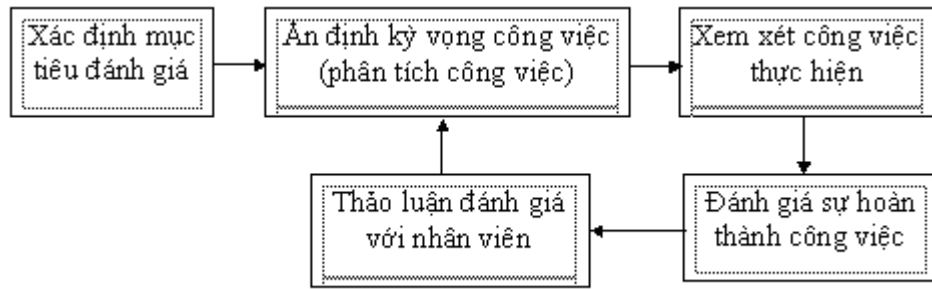 Xác định mục
tiêu đánh giá
Ấn định kỳ vọng công việc
(phân tích công việc)
Xem xét công việc
thực hiện
Đánh giá sự hoàn
thành công việc
Thảo luận đánh giá
với nhân viên